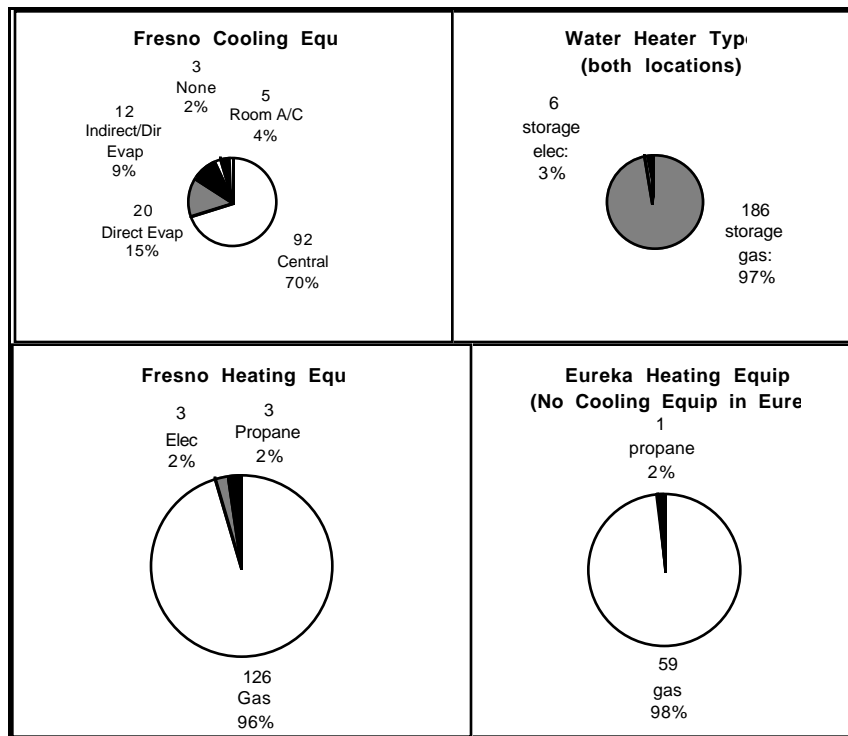 Fresno Cooling Equ
3
None
2%
5
Room A/C
4%
12
Indirect/Dir
Evap
9%
20
Direct Evap
15%
92
Central
70%
Water Heater Typ
(both locations)
6
storage
elec:
3%
186
storage
gas:
97%
Fresno Heating Equ
3
Elec
2%
3
Propane
2%
126
Gas
96%
Eureka Heating Equip
(No Cooling Equip in Eure
1
propane
2%
59
gas
98%